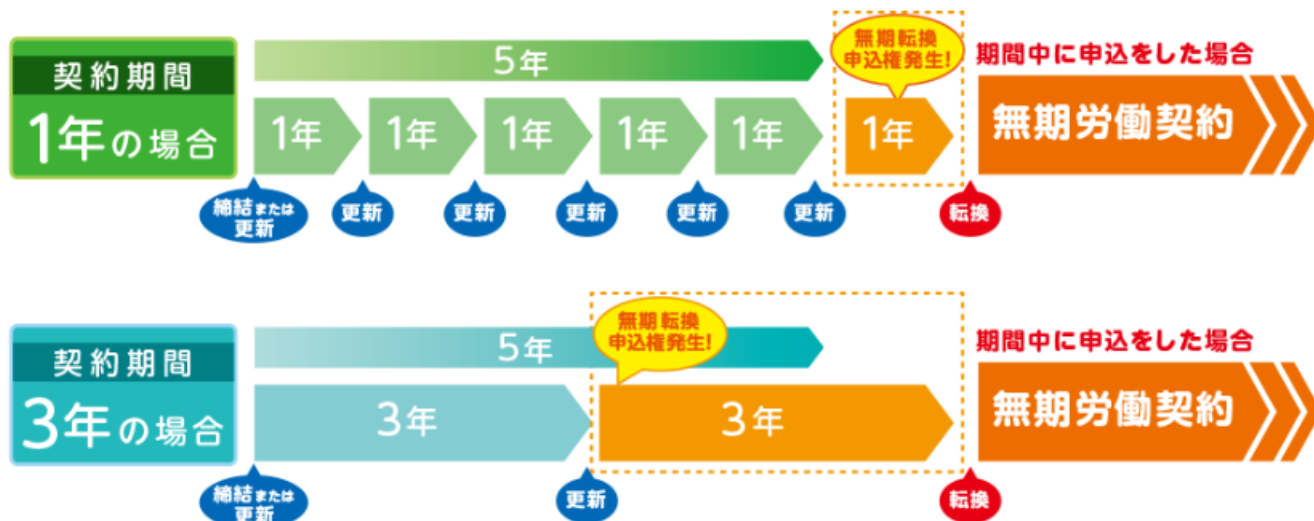 契約期間
1年の場合
5年
1年
1年
1年
1年
1年
無期転換
申込権発生!
1年
期間中に申込をした場合
無期労働契約
締結または
更新
更新
更新
更新
更新
更新
転換
契約期間
3年の場合
5年
無期転換
申込権発生!
3年
3年
期間中に申込をした場合
無期労働契約
締結または
更新
更新
転換